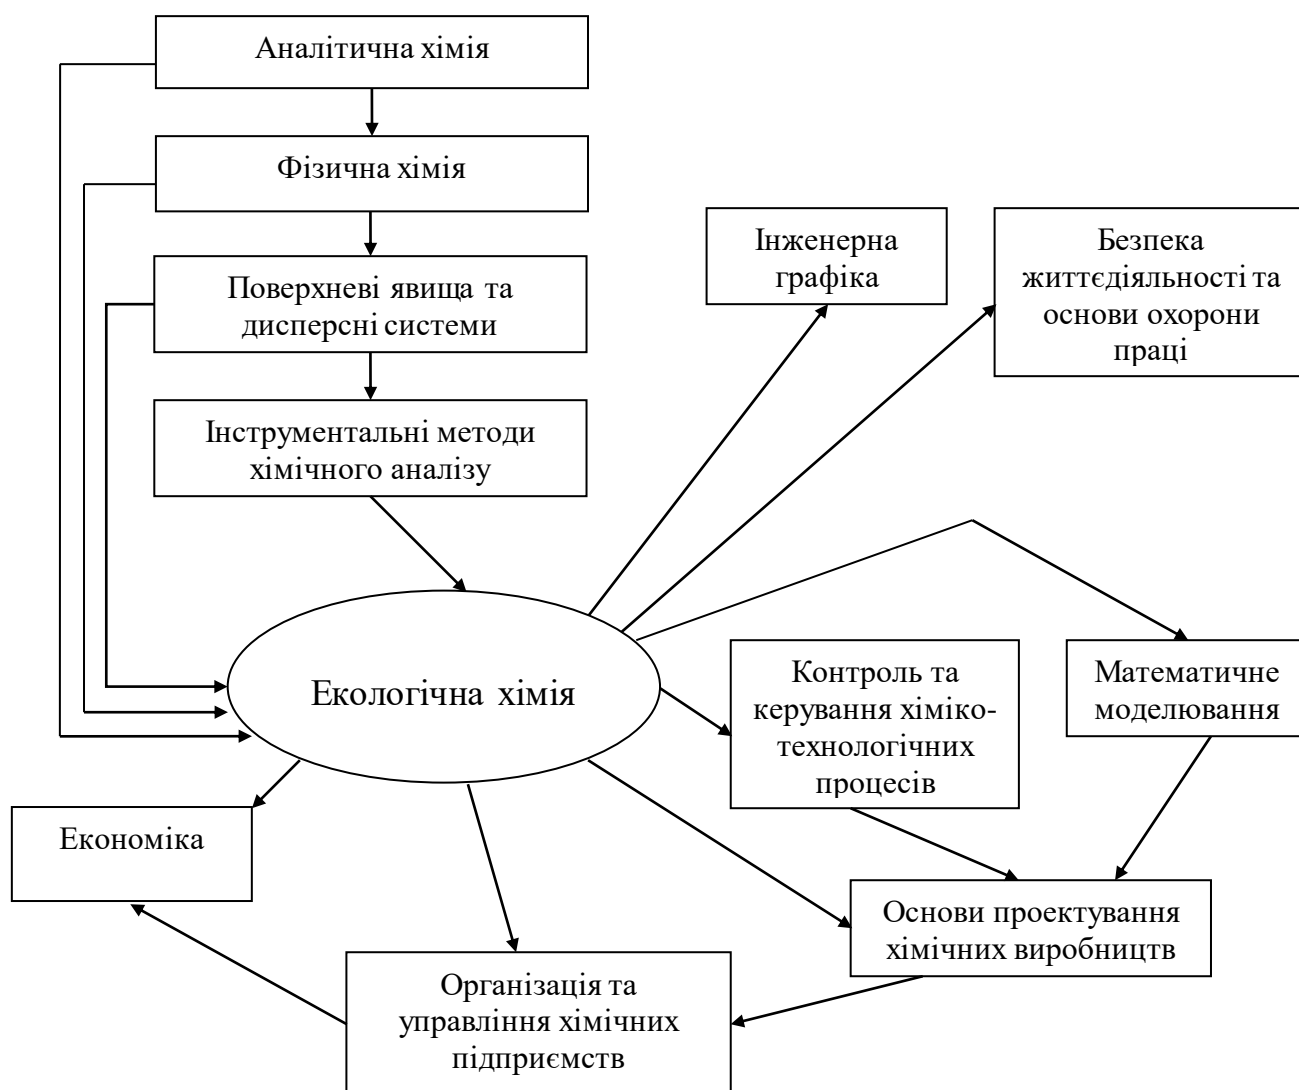 Аналітична хімія
Фізична хімія
Поверхневі явища та
дисперсні системи
Інструментальні методи
хімічного аналізу
Інженерна
графіка
Безпека
життєдіяльності та
основи охорони
праці
Екологічна хімія
Контроль та
керування хіміко-
технологічних
процесів
Математичне
моделювання
Економіка
Основи проектування
хімічних виробництв
Організація та
управління хімічних
підприємств